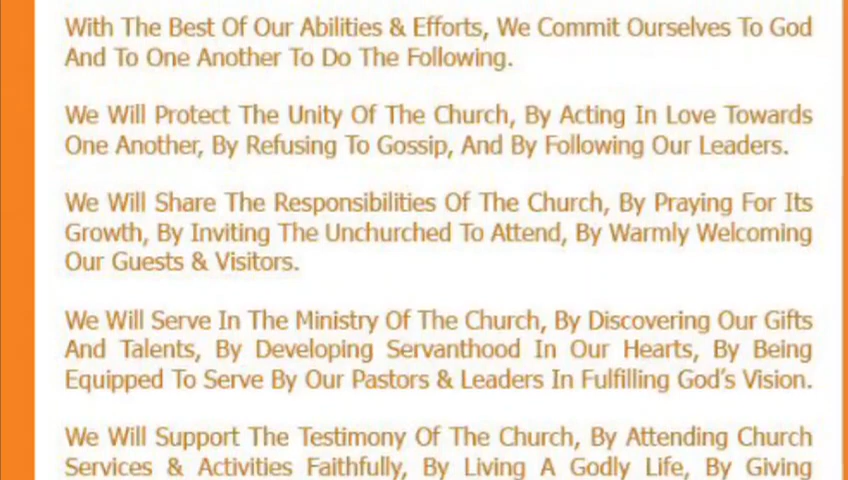 With The Best Of Our Abilities & Efforts, We Commit Ourselves To God
And To One Another To Do The Following.
We Will Protect The Unity Of The Church, By Acting In Love Towards
One Another, By Refusing To Gossip, And By Following Our Leaders.
We Will Share The Responsibilities Of The Church, By Praying For Its
Growth, By Inviting The Unchurched To Attend, By Warmly Welcoming
Our Guests & Visitors.
We Will Serve In The Ministry Of The Church, By Discovering Our Gifts
And Talents, By Developing Servanthood In Our Hearts, By Being
Equipped To Serve By Our Pastors & Leaders In Fulfilling God's Vision.
We Will Support The Testimony Of The Church, By Attending Church
Services & Activities Faithfully, By Living A Godly Life, By Giving